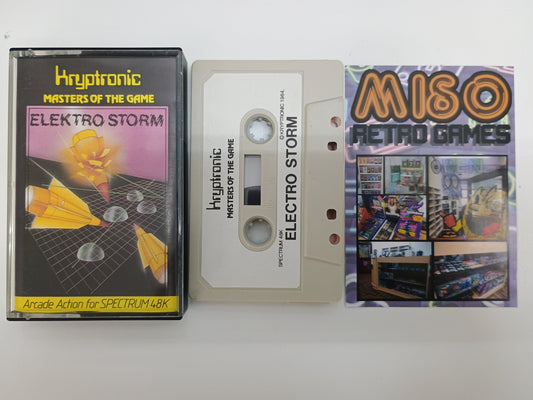 Kryptronic
MASTERS OF THE GAME
ELEKTRO STORM
Arcade Action for SPECTRUM 48K
Kryptronic
MASTERS OF THE GAME
ELECTRO STORM
SPECTRUM 48K
© KRYPTRONIC 1984.
MISO
RETRO GAMES